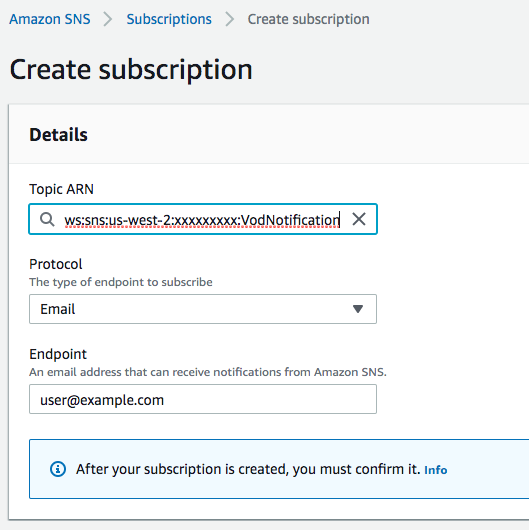 Amazon SNS > Subscriptions > Create subscription
Create subscription
Details
Topic ARN
ws:sns:us-west-2:xxxxxxxxx:VodNotification
Protocol
The type of endpoint to subscribe
Email
Endpoint
An email address that can receive notifications from Amazon SNS.
user@example.com
After your subscription is created, you must confirm it. Info